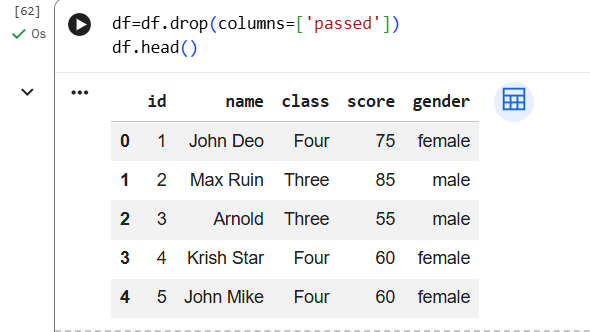 [62]
0s
df=df.drop(columns=['passed'])
df.head()
id name class score gender
0 1 John Deo Four 75 female
1 2 Max Ruin Three 85 male
2 3 Arnold Three 55 male
3 4 Krish Star Four 60 female
4 5 John Mike Four 60 female